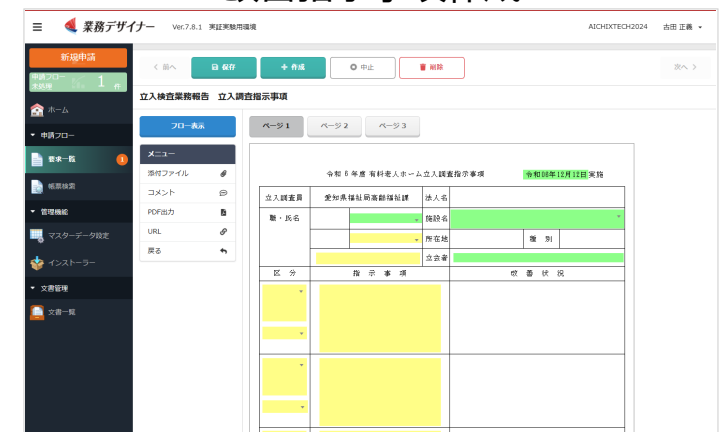 業務デザイナー Ver.7.8.1 実証実験用環境 AICHIXTECH2024 古田 正義
新規申請
申請フロー
未処理 1 件
ホーム
申請フロー
要求一覧 1
帳票検索
管理機能
マスターデータ設定
インストーラー
文書管理
文書一覧
前へ 保存 作成 中止 削除 次へ
立入検査業務報告 立入調査指示事項
フロー表示
メニュー
添付ファイル
コメント
PDF出力
URL
戻る
ページ1 ページ2 ページ3
令和 6 年度 有料老人ホーム立入調査指示事項 令和06年12月12日実施
立入調査員 愛知県福祉局高齢福祉課 法人名
職・氏名 施設名
所在地 種 別
立会者
区 分 指 示 事 項 改 善 状 況